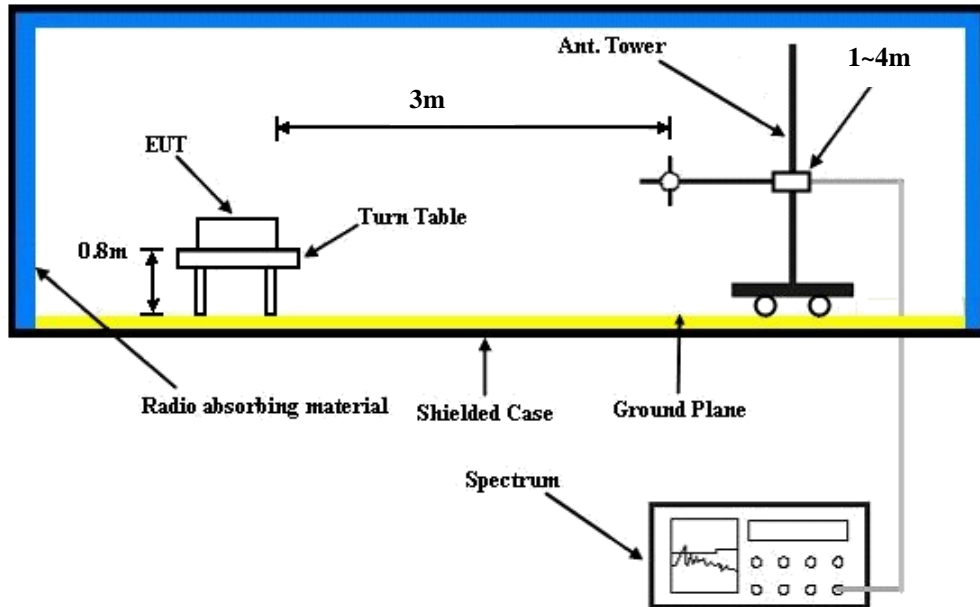 Ant. Tower
1~4m
3m
EUT
Turn Table
0.8m
Radio absorbing material
Shielded Case
Ground Plane
Spectrum